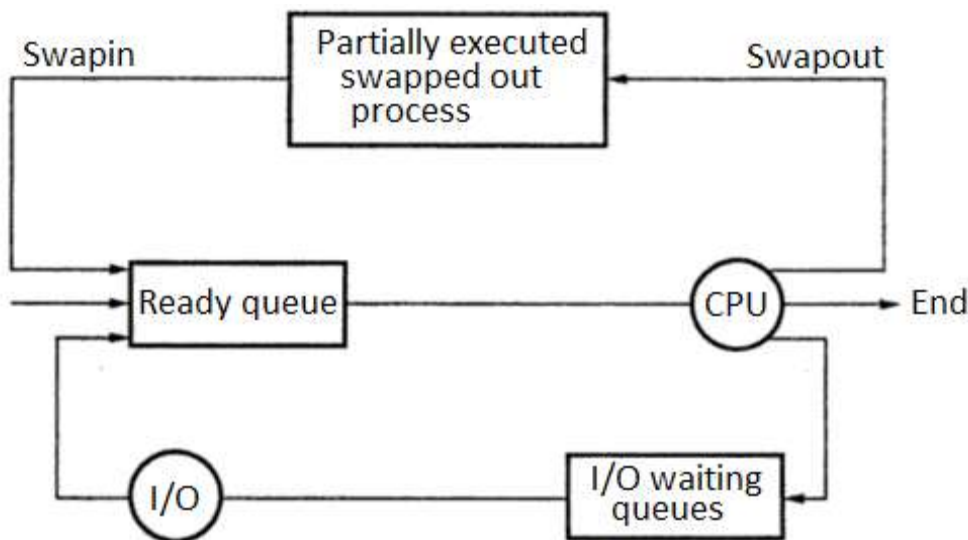 Swapin
Partially executed
swapped out
process
Swapout
Ready queue
CPU
End
I/O
I/O waiting
queues